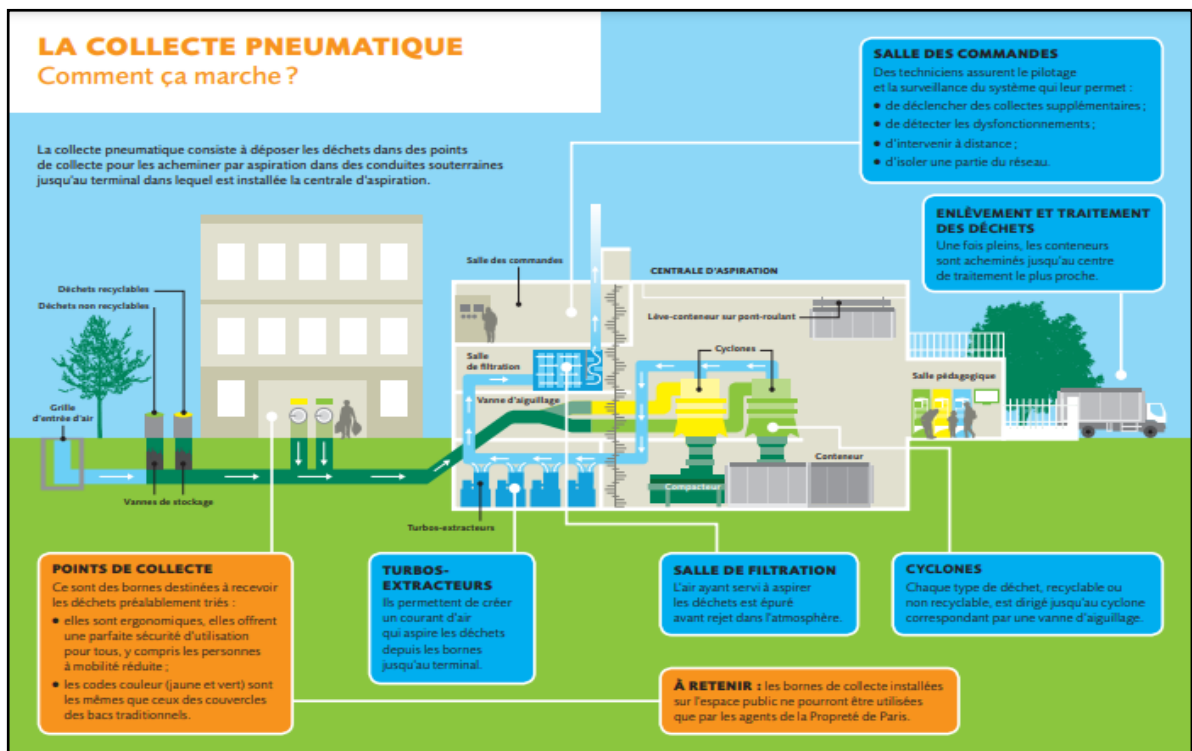 LA COLLECTE PNEUMATIQUE
Comment ça marche ?
La collecte pneumatique consiste à déposer les déchets dans des points
de collecte pour les acheminer par aspiration dans des conduites souterraines
jusqu'au terminal dans lequel est installée la centrale d'aspiration.
SALLE DES COMMANDES
Des techniciens assurent le pilotage
et la surveillance du système qui leur permet :
• de déclencher des collectes supplémentaires ;
• de détecter les dysfonctionnements ;
• d'intervenir à distance ;
• d'isoler une partie du réseau.
ENLÈVEMENT ET TRAITEMENT
DES DÉCHETS
Une fois pleins, les conteneurs
sont acheminés jusqu'au centre
de traitement le plus proche.
Salle des commandes
CENTRALE D'ASPIRATION
Déchets recyclables
Déchets non recyclables
Lève-conteneur sur pont-roulant
Salle
de filtration
Cyclones
Salle pédagogique
Vanne d'aiguillage
Grille
d'entrée d'air
Conteneur
Compacteur
Vannes de stockage
Turbos-extracteurs
POINTS DE COLLECTE
Ce sont des bornes destinées à recevoir
les déchets préalablement triés :
• elles sont ergonomiques, elles offrent
une parfaite sécurité d'utilisation
pour tous, y compris les personnes
à mobilité réduite ;
• les codes couleur (jaune et vert) sont
les mêmes que ceux des couvercles
des bacs traditionnels.
TURBOS-
EXTRACTEURS
Ils permettent de créer
un courant d'air
qui aspire les déchets
depuis les bornes
jusqu'au terminal.
SALLE DE FILTRATION
L'air ayant servi à aspirer
les déchets est épuré
avant rejet dans l'atmosphère.
CYCLONES
Chaque type de déchet, recyclable ou
non recyclable, est dirigé jusqu'au cyclone
correspondant par une vanne d'aiguillage.
À RETENIR : les bornes de collecte installées
sur l'espace public ne pourront être utilisées
que par les agents de la Propreté de Paris.